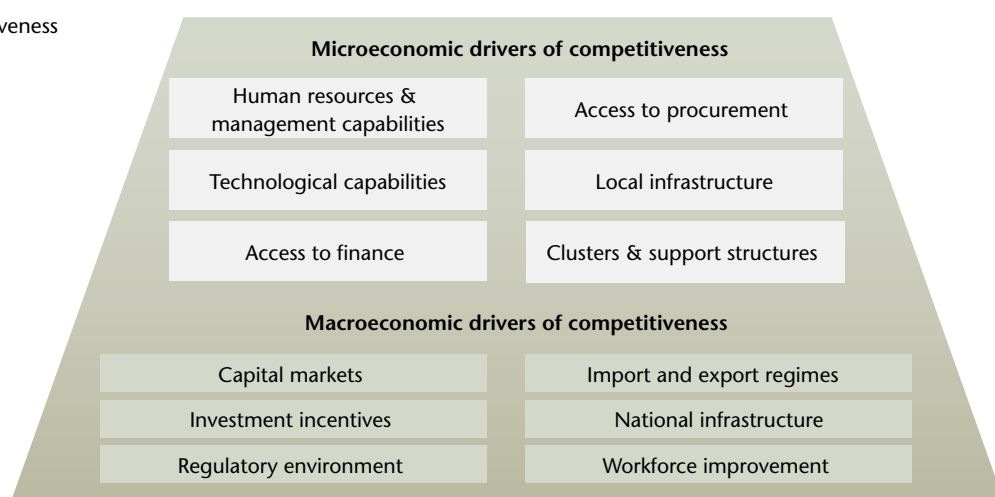 Microeconomic drivers of competitiveness
Human resources &
management capabilities
Access to procurement
Technological capabilities
Local infrastructure
Access to finance
Clusters & support structures
Macroeconomic drivers of competitiveness
Capital markets
Import and export regimes
Investment incentives
National infrastructure
Regulatory environment
Workforce improvement